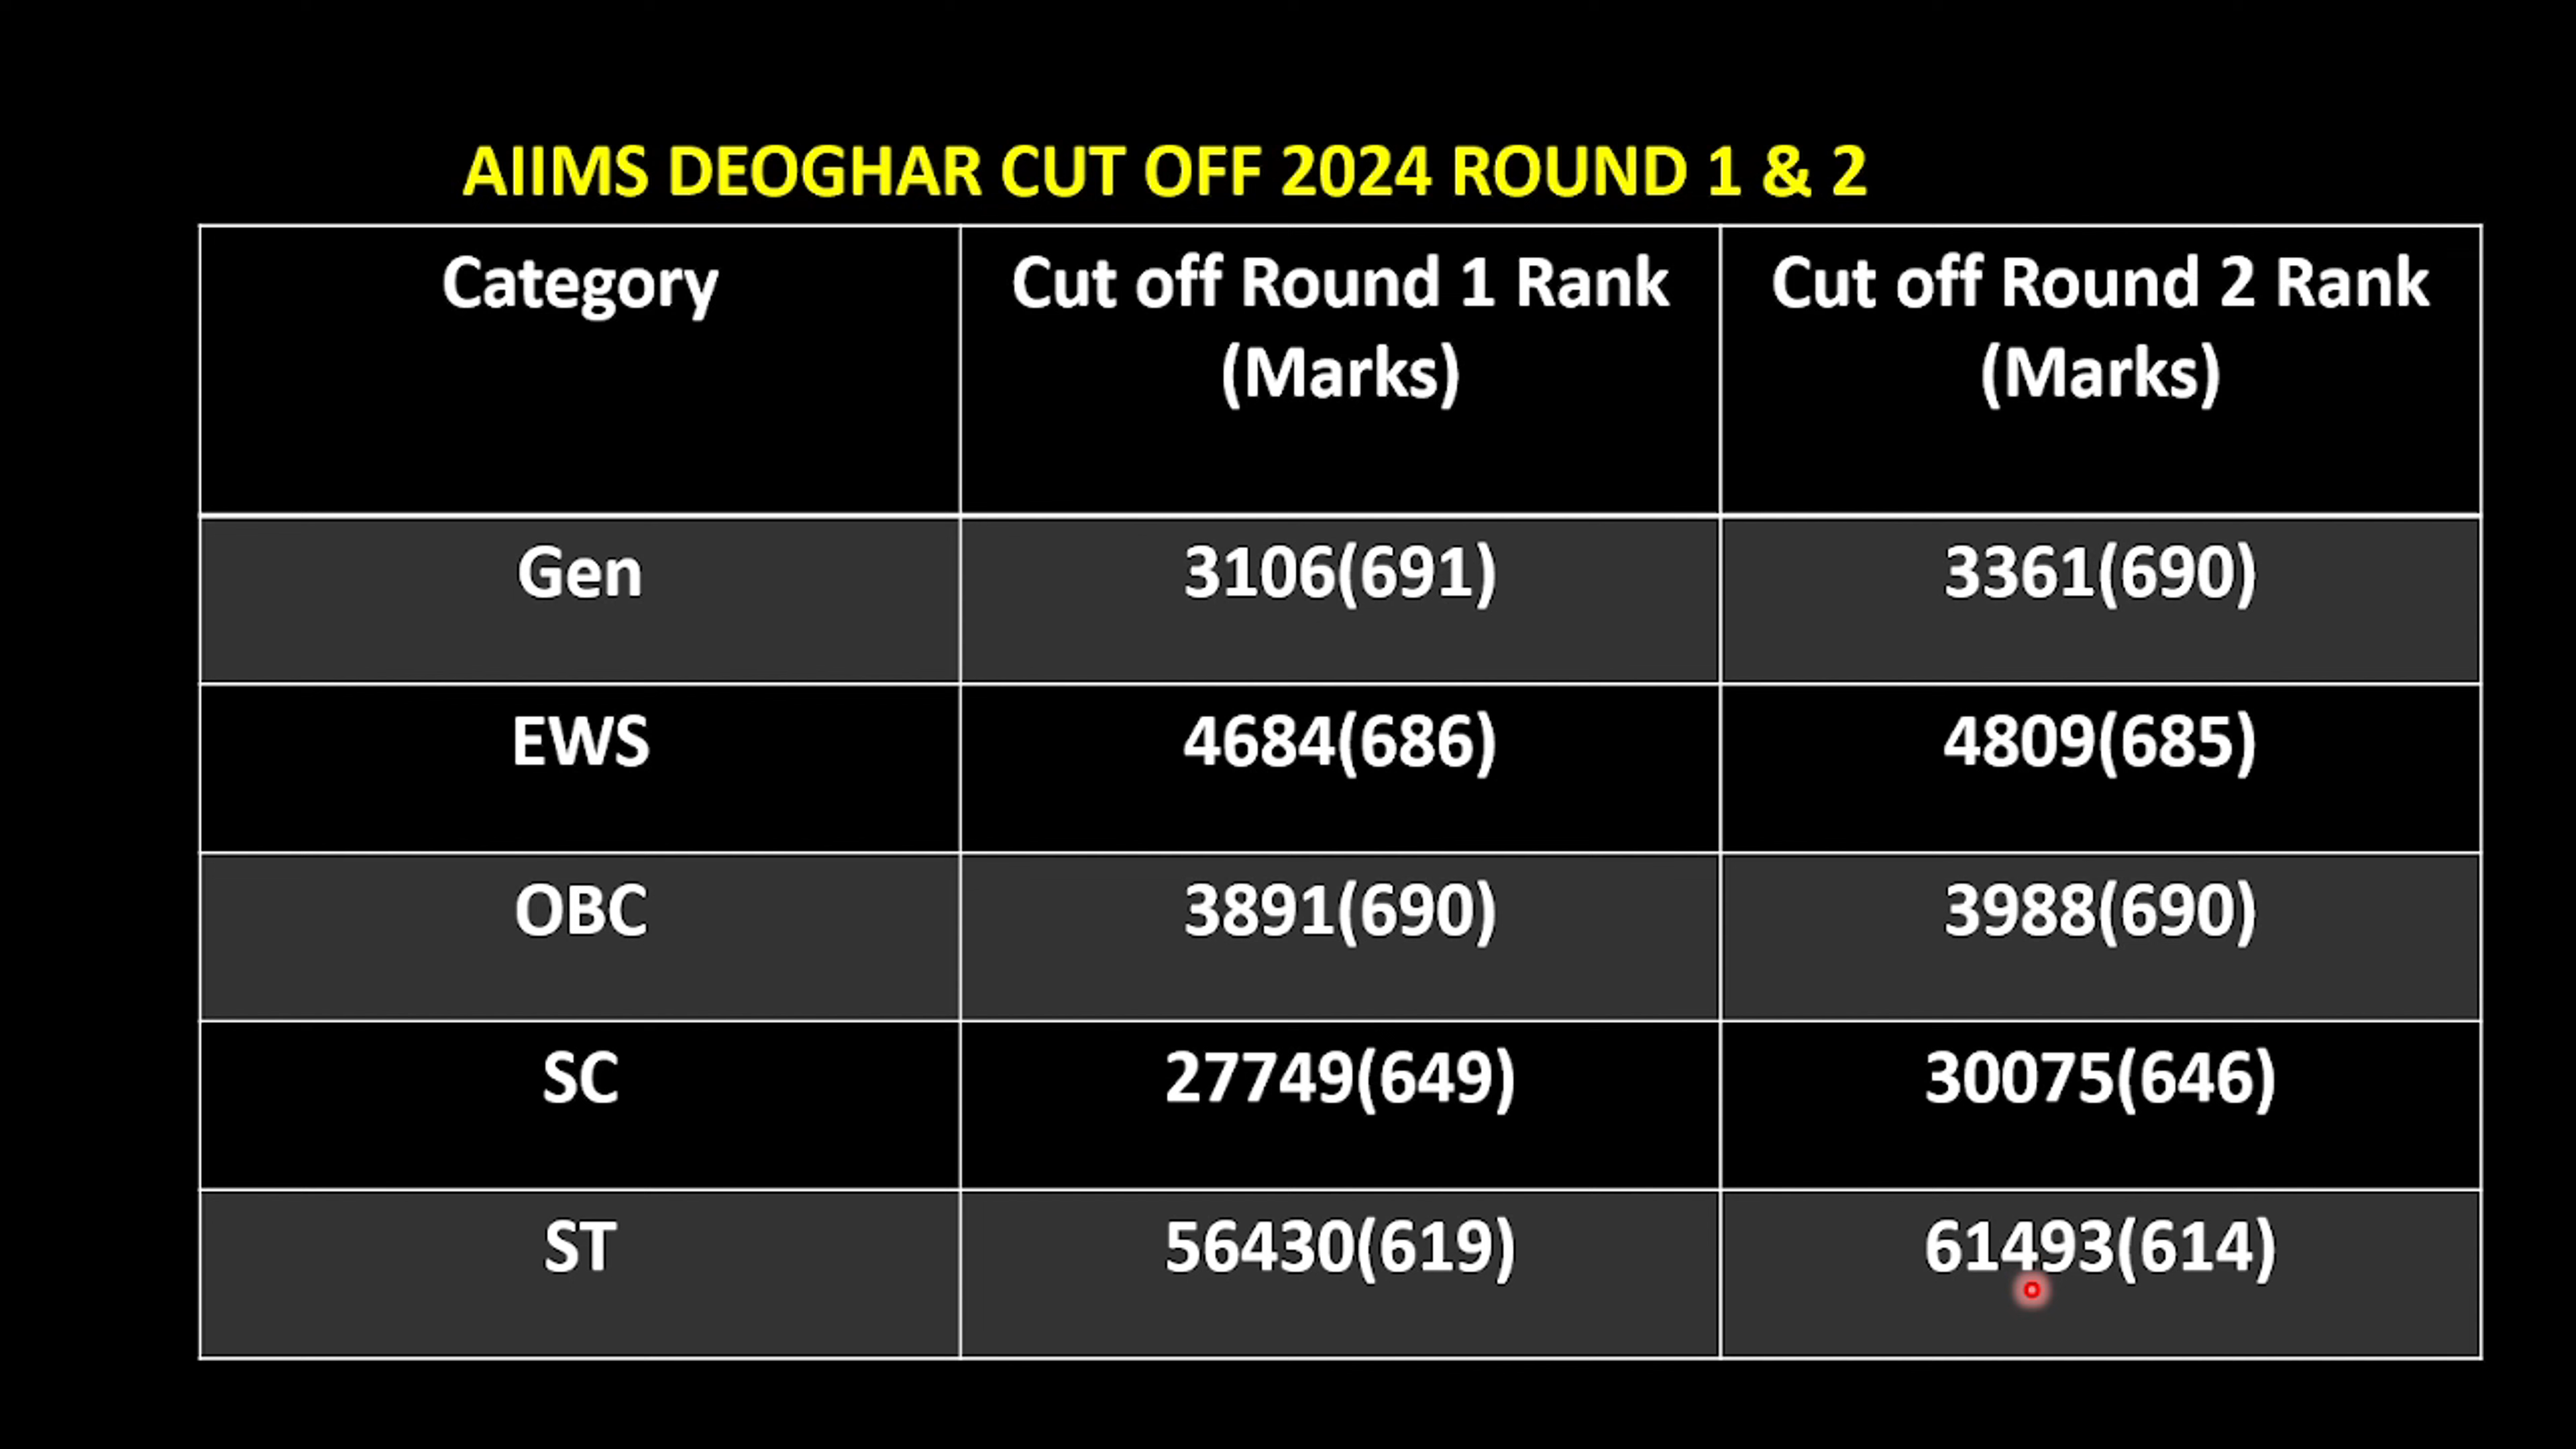 AIIMS DEOGHAR CUT OFF 2024 ROUND 1 & 2
Category
Cut off Round 1 Rank
(Marks)
Cut off Round 2 Rank
(Marks)
Gen
3106(691)
3361(690)
EWS
4684(686)
4809(685)
OBC
3891(690)
3988(690)
SC
27749(649)
30075(646)
ST
56430(619)
61493(614)